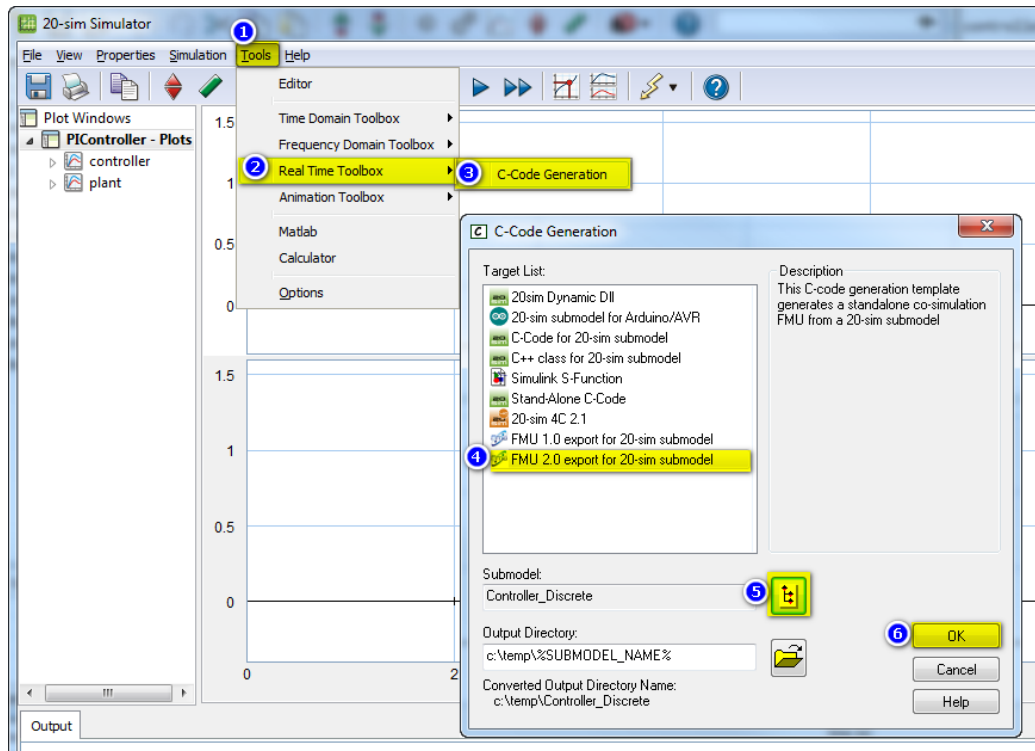 20-sim Simulator
1
File View Properties Simulation Tools Help
Plot Windows
PIController - Plots
controller
plant
Editor
Time Domain Toolbox
Frequency Domain Toolbox
2 Real Time Toolbox
3 C-Code Generation
Animation Toolbox
Matlab
Calculator
Options
1.5
1
0.5
0
1.5
1
0.5
0
0
2
C-Code Generation
Target List:
20sim Dynamic Dll
20-sim submodel for Arduino/AVR
C-Code for 20-sim submodel
C++ class for 20-sim submodel
Simulink S-Function
Stand-Alone C-Code
20-sim 4C 2.1
FMU 1.0 export for 20-sim submodel
4 FMU 2.0 export for 20-sim submodel
Description
This C-code generation template
generates a standalone co-simulation
FMU from a 20-sim submodel
Submodel:
Controller_Discrete
5
Output Directory:
c:\temp\%SUBMODEL_NAME%
Converted Output Directory Name:
c:\temp\Controller_Discrete
6 OK
Cancel
Help
Output